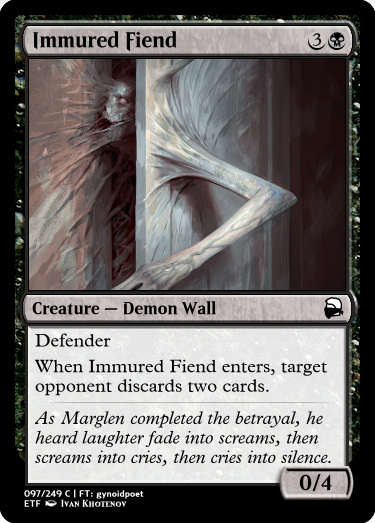 Immured Fiend 3
Creature — Demon Wall
Defender
When Immured Fiend enters, target
opponent discards two cards.
As Marglen completed the betrayal, he
heard laughter fade into screams, then
screams into cries, then cries into silence.
0/4
097/249 C | FT: gynoidpoet
ETF Ivan Khotenov